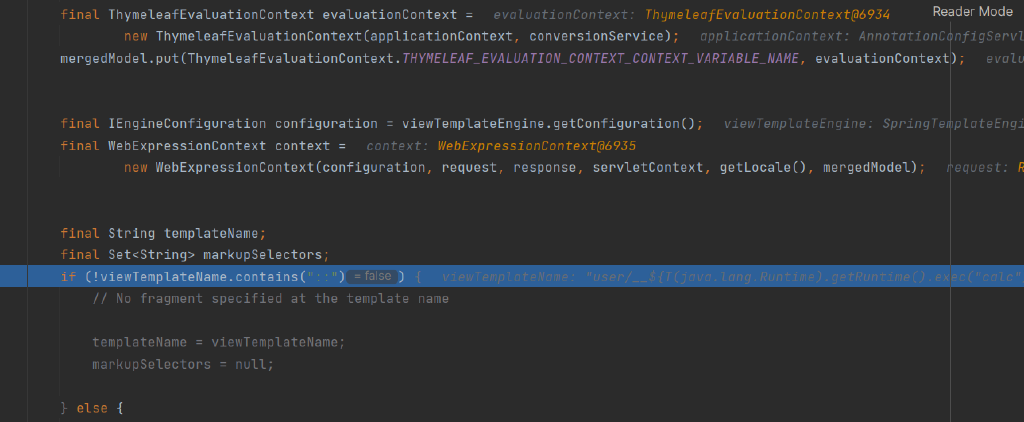 final ThymeleafEvaluationContext evaluationContext = evaluationContext: ThymeleafEvaluationContext@6934
Reader Mode
new ThymeleafEvaluationContext(applicationContext, conversionService); applicationContext: AnnotationConfigServl
mergedModel.put(ThymeleafEvaluationContext.THYMELEAF_EVALUATION_CONTEXT_CONTEXT_VARIABLE_NAME, evaluationContext); evalu
final IEngineConfiguration configuration = viewTemplateEngine.getConfiguration(); viewTemplateEngine: SpringTemplateEngi
final WebExpressionContext context = context: WebExpressionContext@6935
new WebExpressionContext(configuration, request, response, servletContext, getLocale(), mergedModel); request: R
final String templateName;
final Set<String> markupSelectors;
if (!viewTemplateName.contains("::") = false ) { viewTemplateName: "user/__${T(java.lang.Runtime).getRuntime().exec("calc"
// No fragment specified at the template name
templateName = viewTemplateName;
markupSelectors = null;
} else {